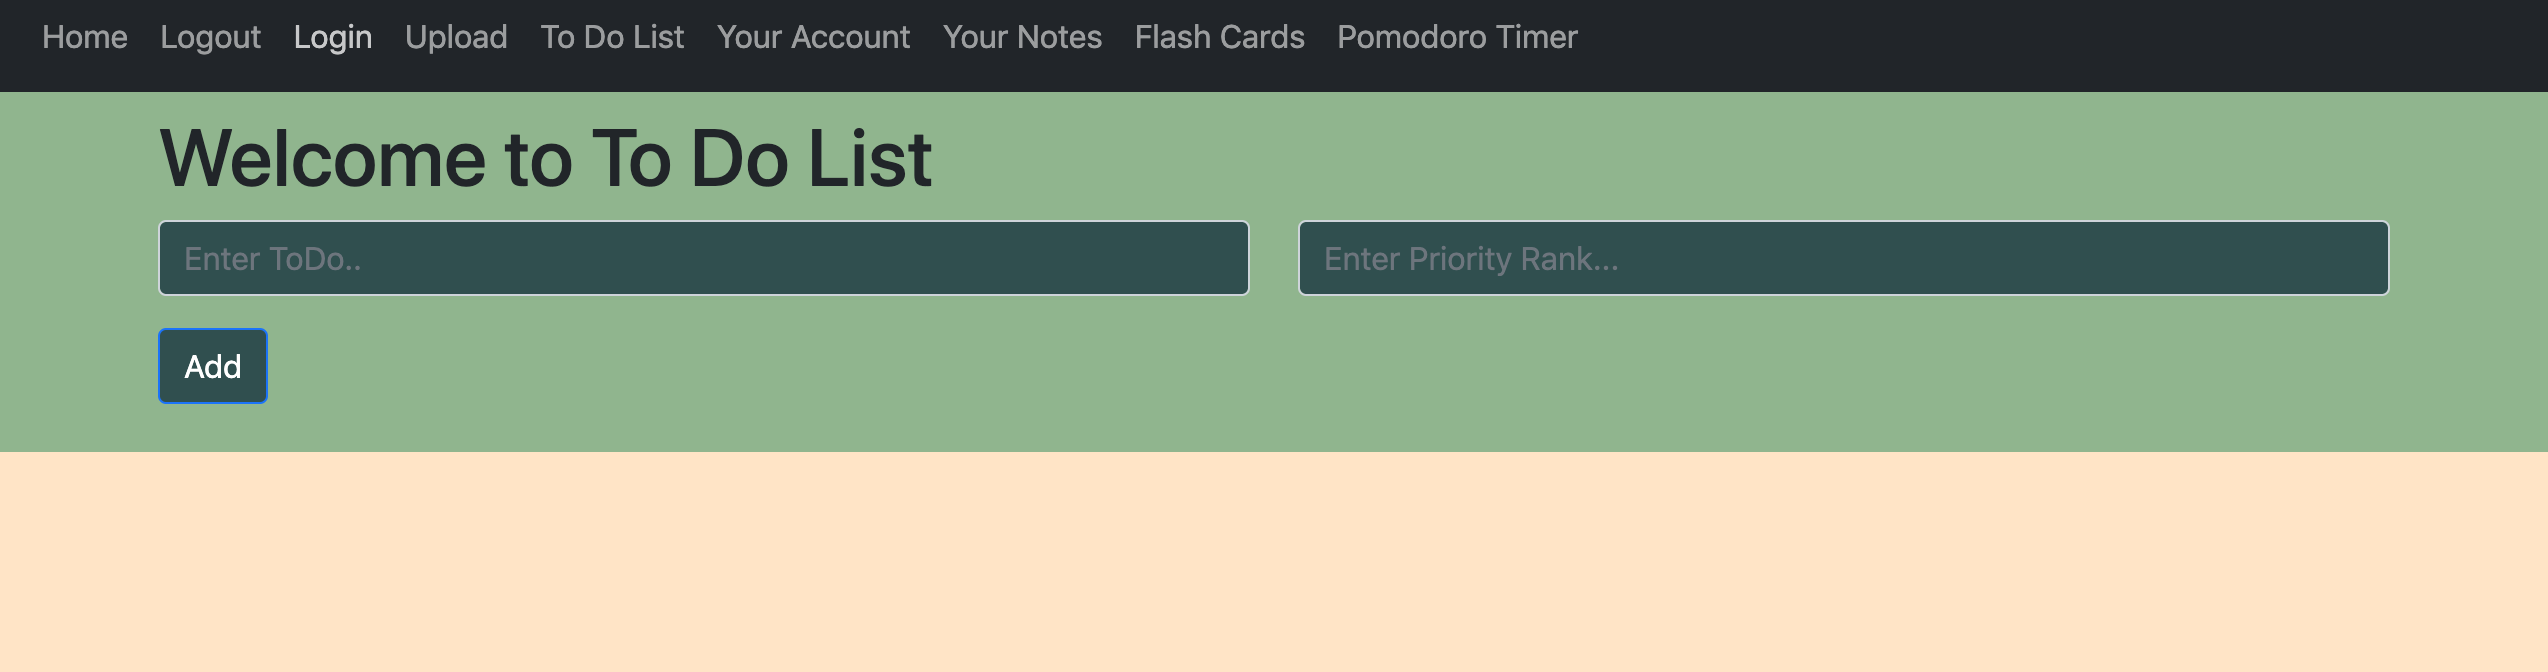 Home Logout Login Upload To Do List Your Account Your Notes Flash Cards Pomodoro Timer
Welcome to To Do List
Enter ToDo.. Enter Priority Rank...
Add